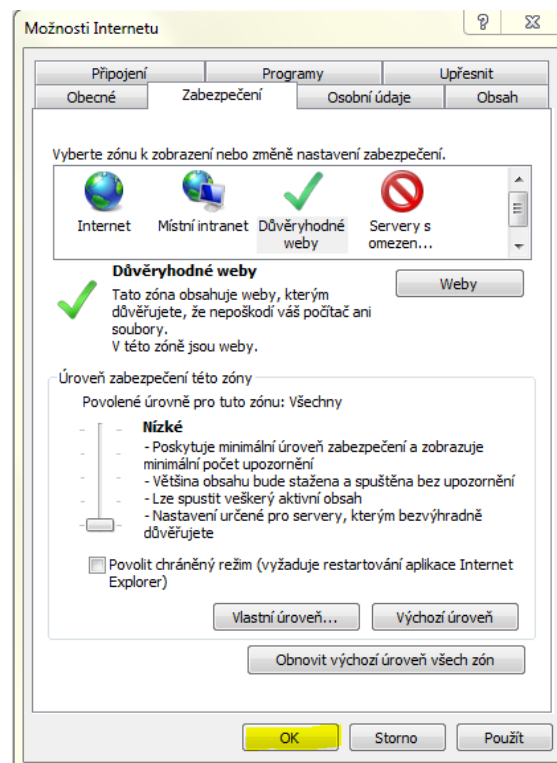 Možnosti Internetu
Připojení Programy Upřesnit
Obecné Zabezpečení Osobní údaje Obsah
Vyberte zónu k zobrazení nebo změně nastavení zabezpečení.
Internet Místní intranet Důvěryhodné weby Servery s omezen...
Důvěryhodné weby
Weby
Tato zóna obsahuje weby, kterým
důvěřujete, že nepoškodí váš počítač ani
soubory.
V této zóně jsou weby.
Úroveň zabezpečení této zóny
Povolené úrovně pro tuto zónu: Všechny
Nízké
- Poskytuje minimální úroveň zabezpečení a zobrazuje
minimální počet upozornění
- Většina obsahu bude stažena a spuštěna bez upozornění
- Lze spustit veškerý aktivní obsah
- Nastavení určené pro servery, kterým bezvýhradně
důvěřujete
Povolit chráněný režim (vyžaduje restartování aplikace Internet
Explorer)
Vlastní úroveň... Výchozí úroveň
Obnovit výchozí úroveň všech zón
OK Storno Použít